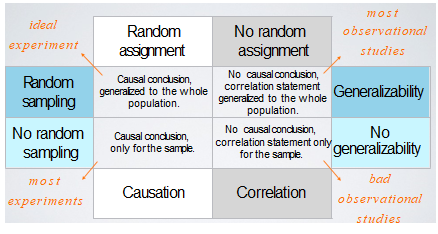 ideal
experiment
Random
assignment
No random
assignment
most
observational
studies
Random
sampling
Causal conclusion,
generalized to the whole
population.
No causal conclusion,
correlation statement
generalized to the whole
population.
Generalizability
No random
sampling
Causal conclusion,
only for the sample.
No causal conclusion,
correlation statement only
for the sample.
No
generalizability
most
experiments
Causation
Correlation
bad
observational
studies